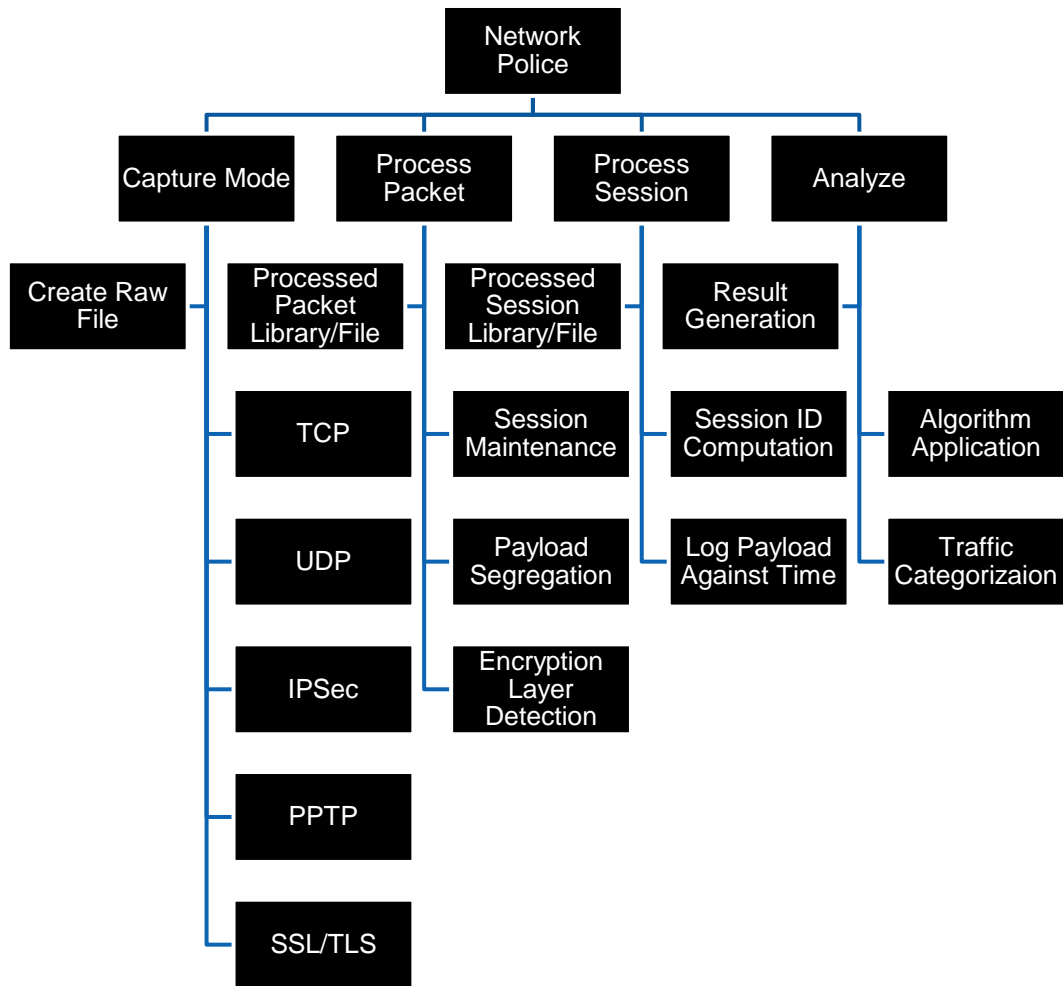 Network
Police
Capture Mode
Process
Packet
Process
Session
Analyze
Create Raw
File
Processed
Packet
Library/File
Processed
Session
Library/File
Result
Generation
TCP
Session
Maintenance
Session ID
Computation
Algorithm
Application
UDP
Payload
Segregation
Log Payload
Against Time
Traffic
Categorizaion
IPSec
Encryption
Layer
Detection
PPTP
SSL/TLS